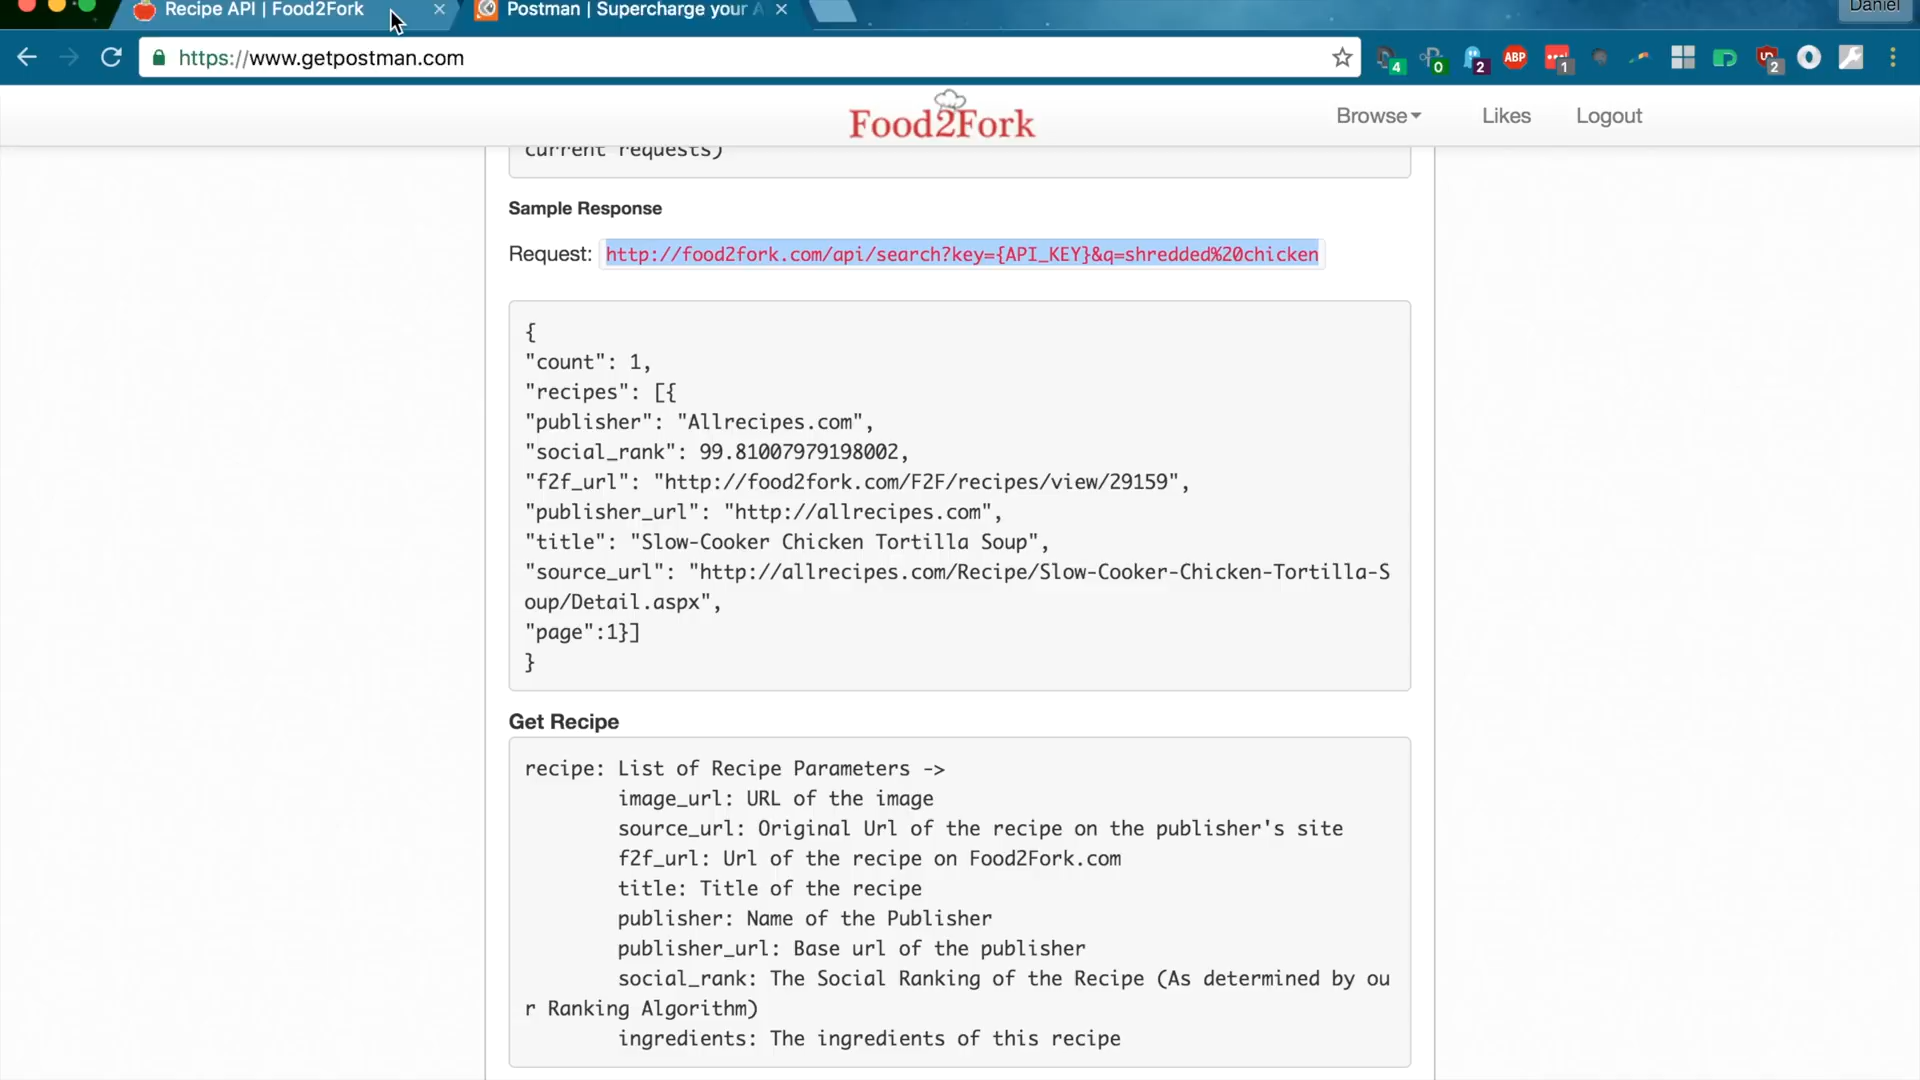 Recipe API | Food2Fork
Postman | Supercharge your A
Daniel
https://www.getpostman.com
4
0
2
ABP
1
2
Food2Fork
Browse
Likes
Logout
current requests)
Sample Response
Request: http://food2fork.com/api/search?key={API_KEY}&q=shredded%20chicken
{
"count": 1,
"recipes": [{
"publisher": "Allrecipes.com",
"social_rank": 99.81007979198002,
"f2f_url": "http://food2fork.com/F2F/recipes/view/29159",
"publisher_url": "http://allrecipes.com",
"title": "Slow-Cooker Chicken Tortilla Soup",
"source_url": "http://allrecipes.com/Recipe/Slow-Cooker-Chicken-Tortilla-S
oup/Detail.aspx",
"page":1}]
}
Get Recipe
recipe: List of Recipe Parameters ->
image_url: URL of the image
source_url: Original Url of the recipe on the publisher's site
f2f_url: Url of the recipe on Food2Fork.com
title: Title of the recipe
publisher: Name of the Publisher
publisher_url: Base url of the publisher
social_rank: The Social Ranking of the Recipe (As determined by ou
r Ranking Algorithm)
ingredients: The ingredients of this recipe